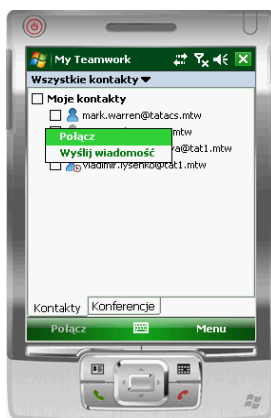 My Teamwork
Wszystkie kontakty
Moje kontakty
mark.warren@tatacs.mtw
.mtw
Połącz
va@tat1.mtw
Wyślij wiadomość
vladimir.lysenko@tat1.mtw
Kontakty Konferencje
Połącz Menu